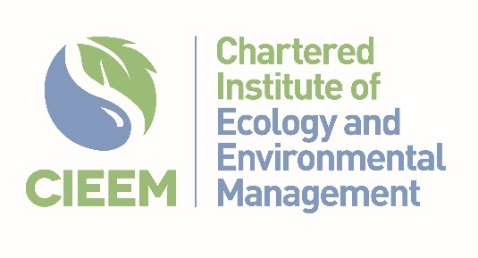 CIEEM
Chartered
Institute of
Ecology and
Environmental
Management